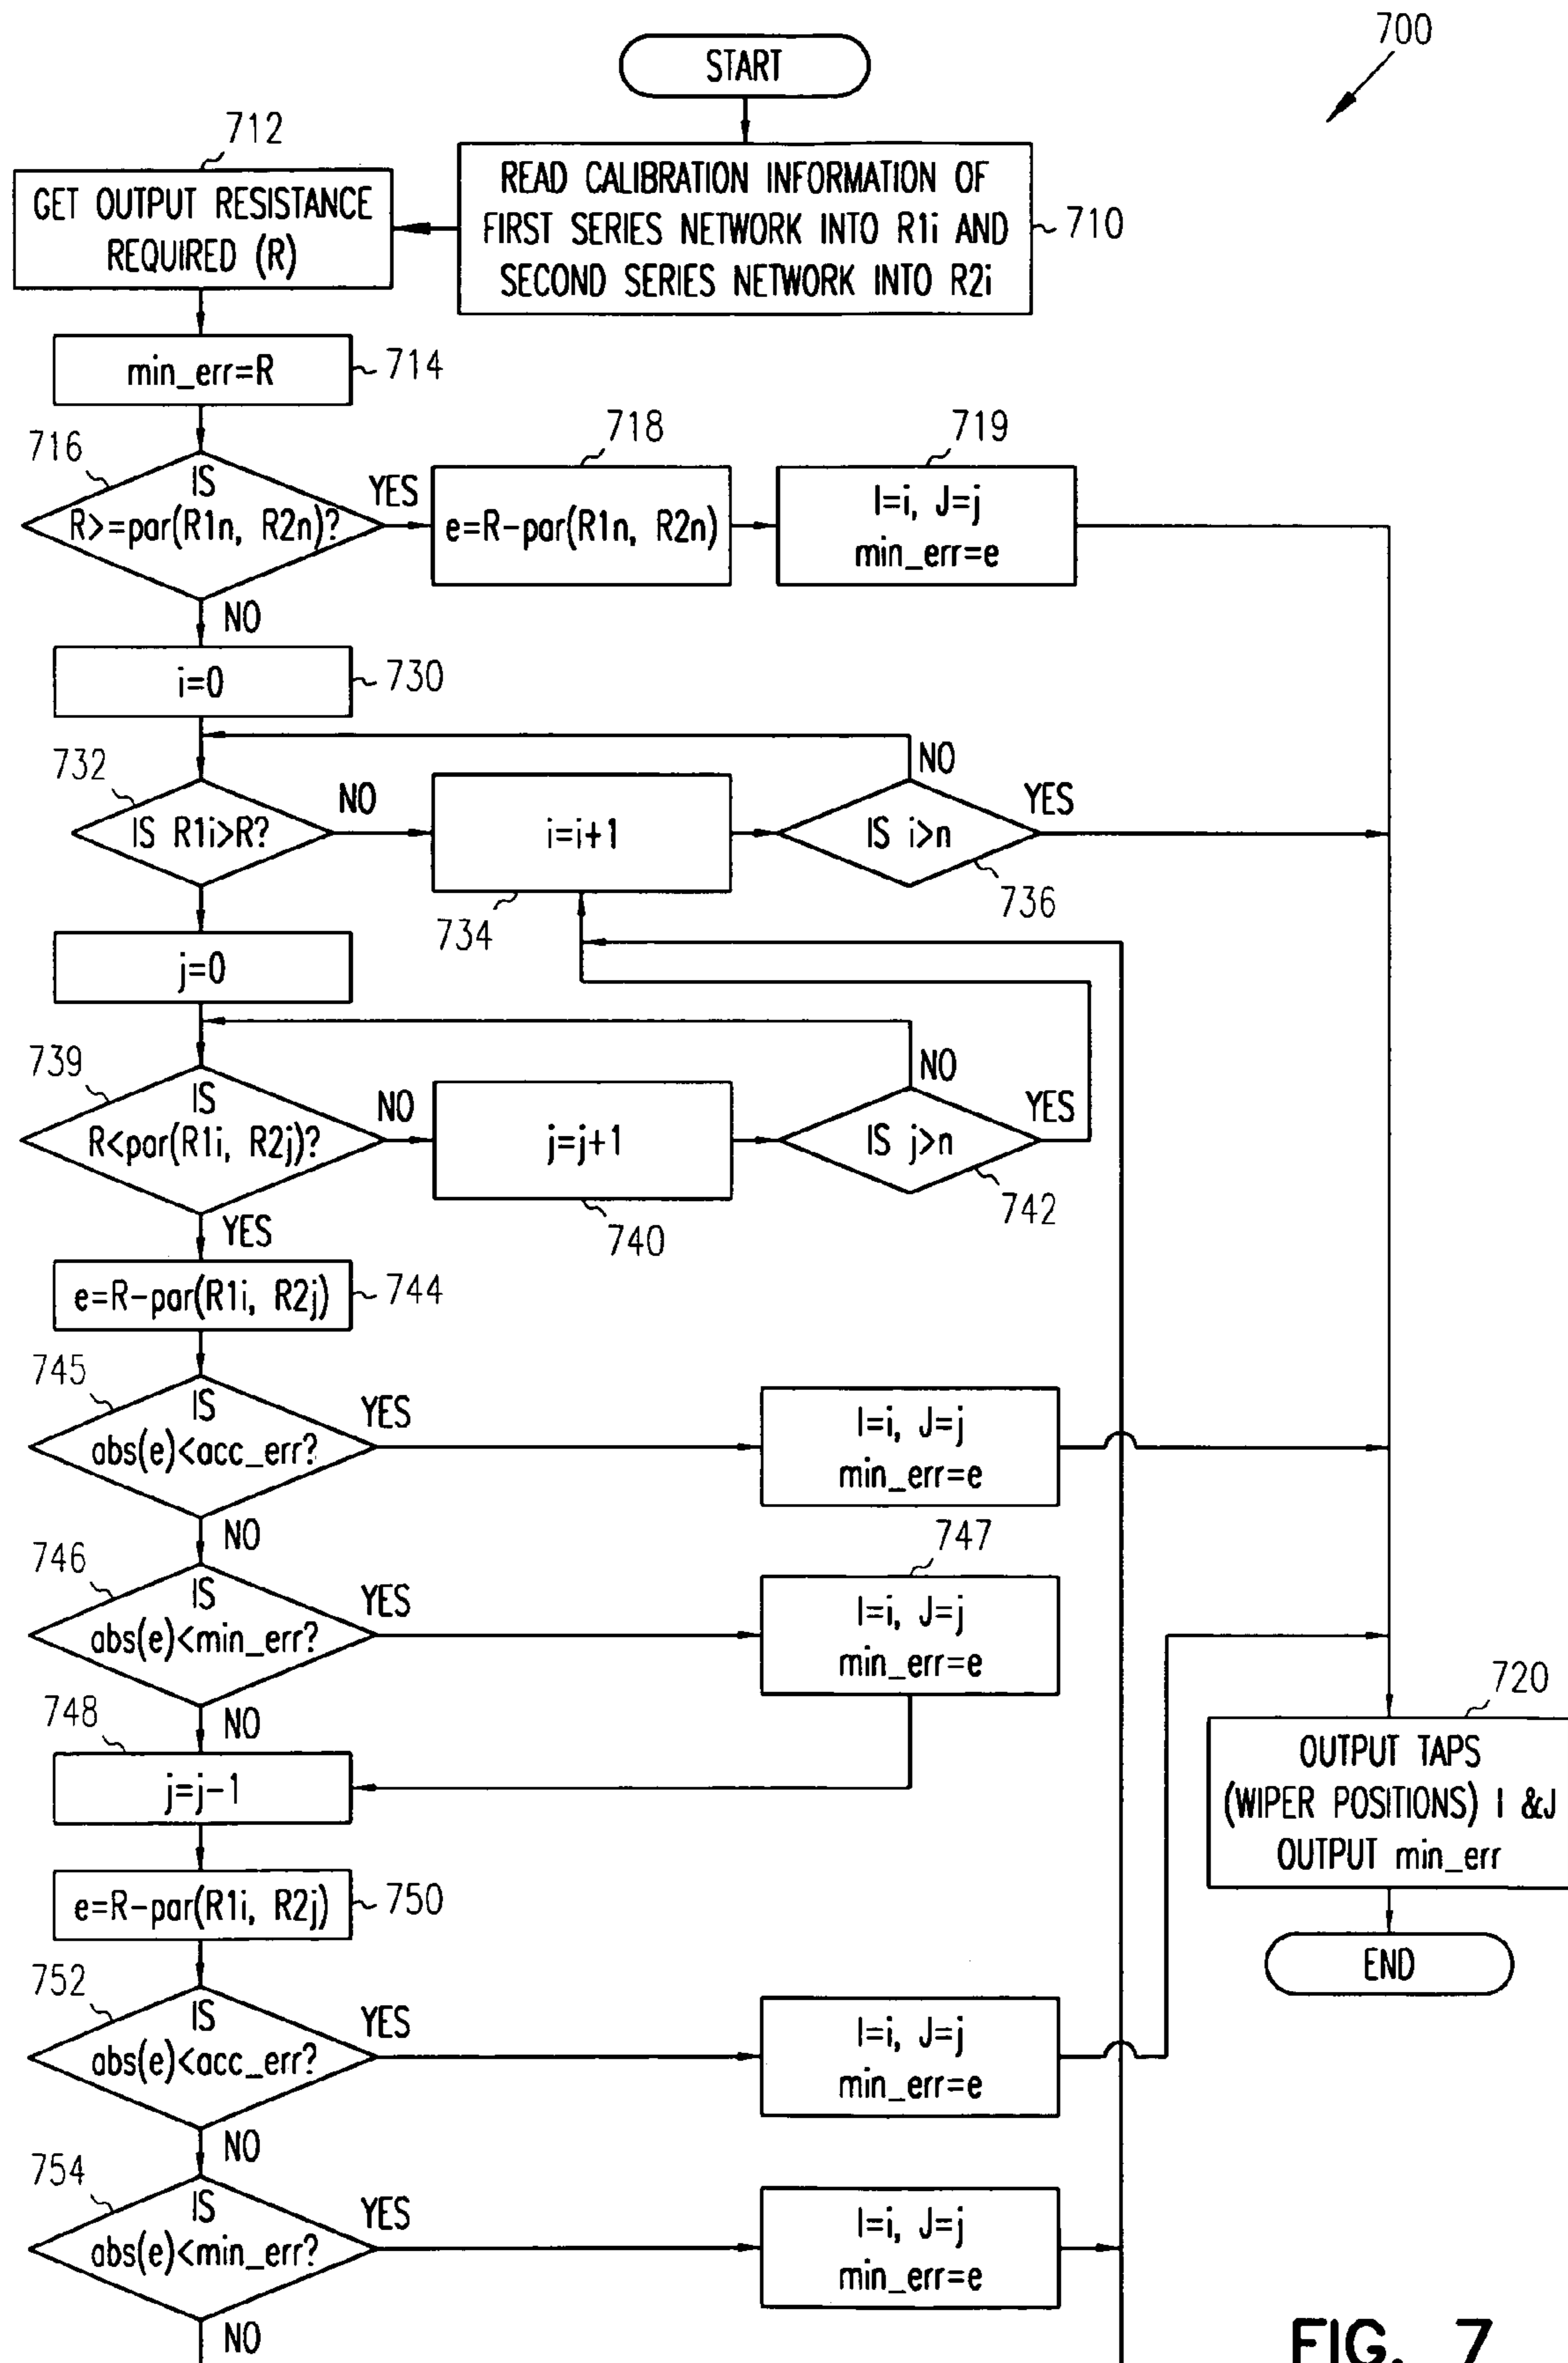 700
START
712
GET OUTPUT RESISTANCE
REQUIRED (R)
READ CALIBRATION INFORMATION OF
FIRST SERIES NETWORK INTO R1i AND
SECOND SERIES NETWORK INTO R2i
710
min_err=R
714
716
IS
R>=par(R1n, R2n)?
YES
NO
718
e=R-par(R1n, R2n)
719
I=i, J=j
min_err=e
i=0
730
732
IS R1i>R?
NO
i=i+1
734
NO
IS i>n
YES
736
j=0
739
IS
R<par(R1i, R2j)?
NO
YES
j=j+1
740
NO
IS j>n
YES
742
e=R-par(R1i, R2j)
744
745
IS
abs(e)<acc_err?
YES
NO
I=i, J=j
min_err=e
746
IS
abs(e)<min_err?
YES
NO
747
I=i, J=j
min_err=e
748
j=j-1
720
OUTPUT TAPS
(WIPER POSITIONS) I &J
OUTPUT min_err
END
e=R-par(R1i, R2j)
750
752
IS
abs(e)<acc_err?
YES
NO
I=i, J=j
min_err=e
754
IS
abs(e)<min_err?
YES
NO
I=i, J=j
min_err=e
FIG. 7